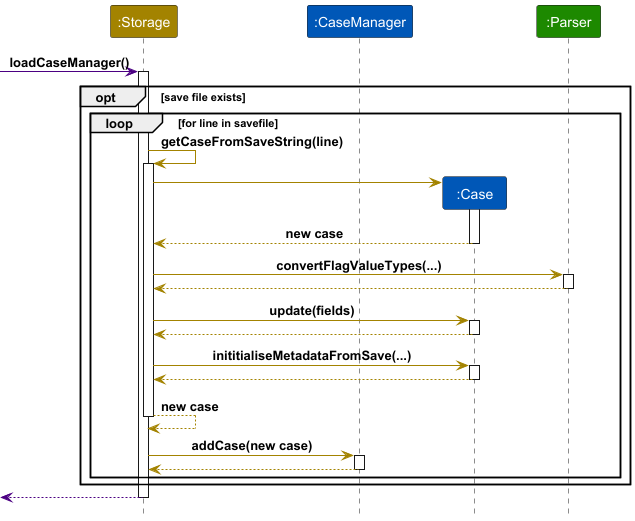 :Storage
:CaseManager
:Parser
loadCaseManager()
opt
[save file exists]
loop
[for line in savefile]
getCaseFromSaveString(line)
:Case
new case
convertFlagValueTypes(...)
update(fields)
inititialiseMetadataFromSave(...)
new case
addCase(new case)